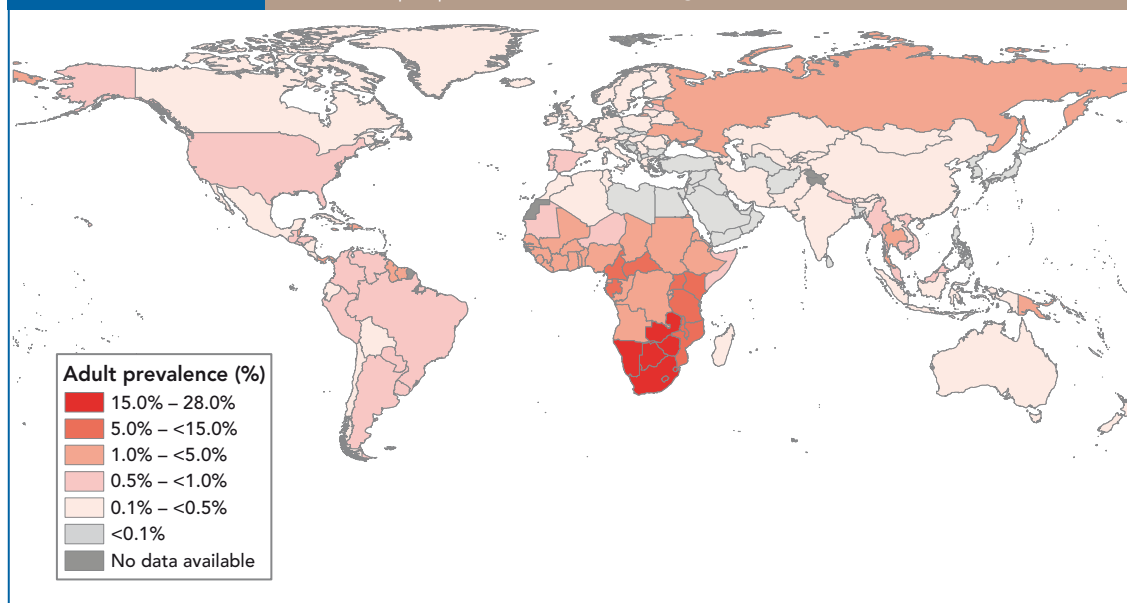 Adult prevalence (%)
15.0% – 28.0%
5.0% – <15.0%
1.0% – <5.0%
0.5% – <1.0%
0.1% – <0.5%
<0.1%
No data available